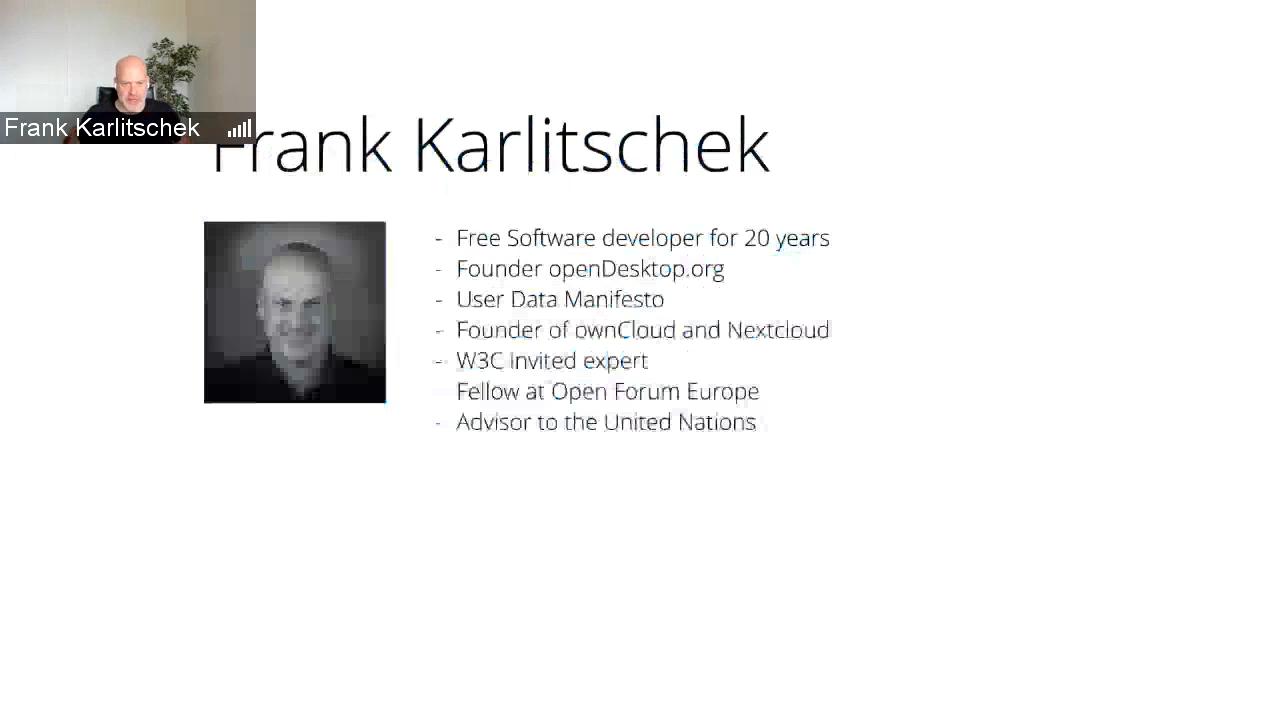 Frank Karlitschek
Frank Karlitschek
- Free Software developer for 20 years
- Founder openDesktop.org
- User Data Manifesto
- Founder of ownCloud and Nextcloud
- W3C Invited expert
Fellow at Open Forum Europe
- Advisor to the United Nations